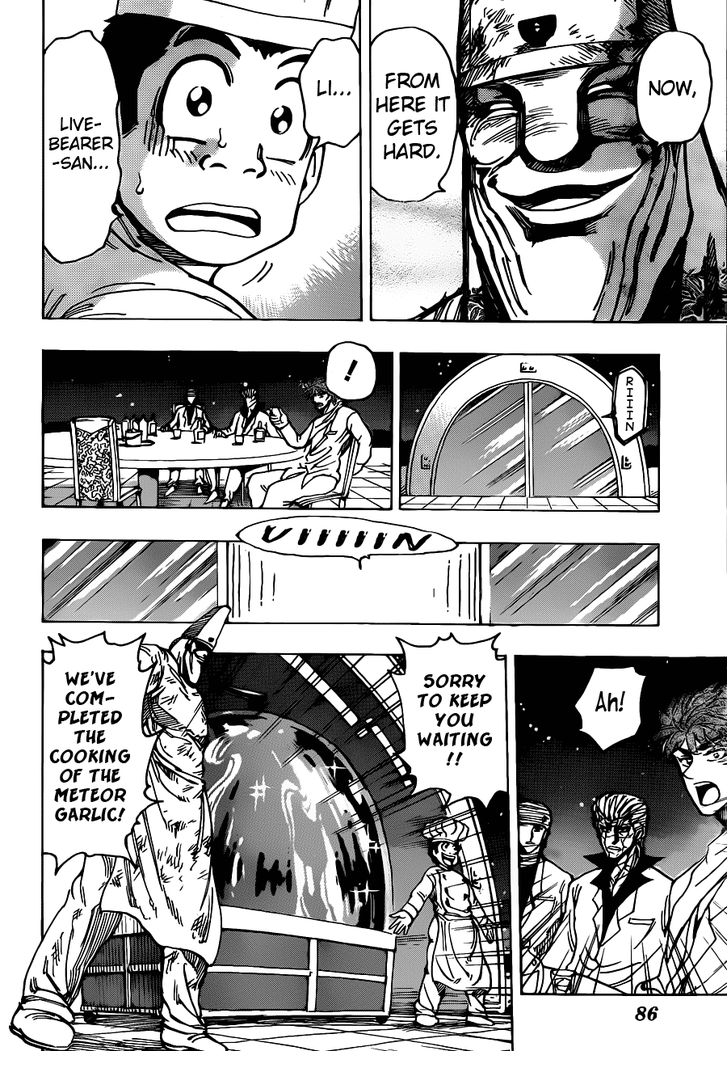 NOW,
FROM
HERE IT
GETS
HARD.
LI...
LIVE-
BEARER
-SAN...
RIIIN
!
VIIIIIN
Ah!
SORRY
TO KEEP
YOU
WAITING
!!
WE'VE
COM-
PLETED
THE
COOKING
OF THE
METEOR
GARLIC!
86